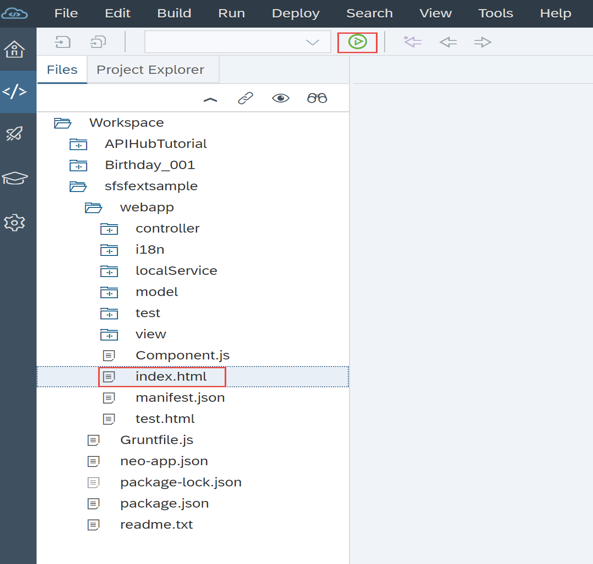 File Edit Build Run Deploy Search View Tools Help
Files Project Explorer
Workspace
APIHubTutorial
Birthday_001
sfsfextsample
webapp
controller
i18n
localService
model
test
view
Component.js
index.html
manifest.json
test.html
Gruntfile.js
neo-app.json
package-lock.json
package.json
readme.txt